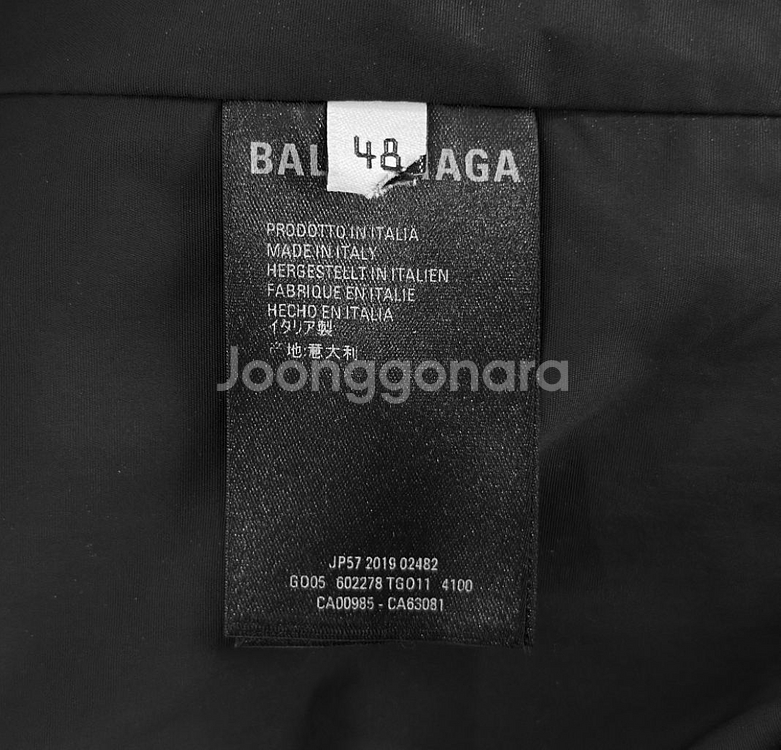 48
BAL AGA
PRODOTTO IN ITALIA
MADE IN ITALY
HERGESTELLT IN ITALIEN
FABRIQUE EN ITALIE
HECHO EN ITALIA
イタリア製
产地:意大利
Joonggonara
JP57 2019 02482
GD05 602278 TGO11 4100
CA00985 - CA63081